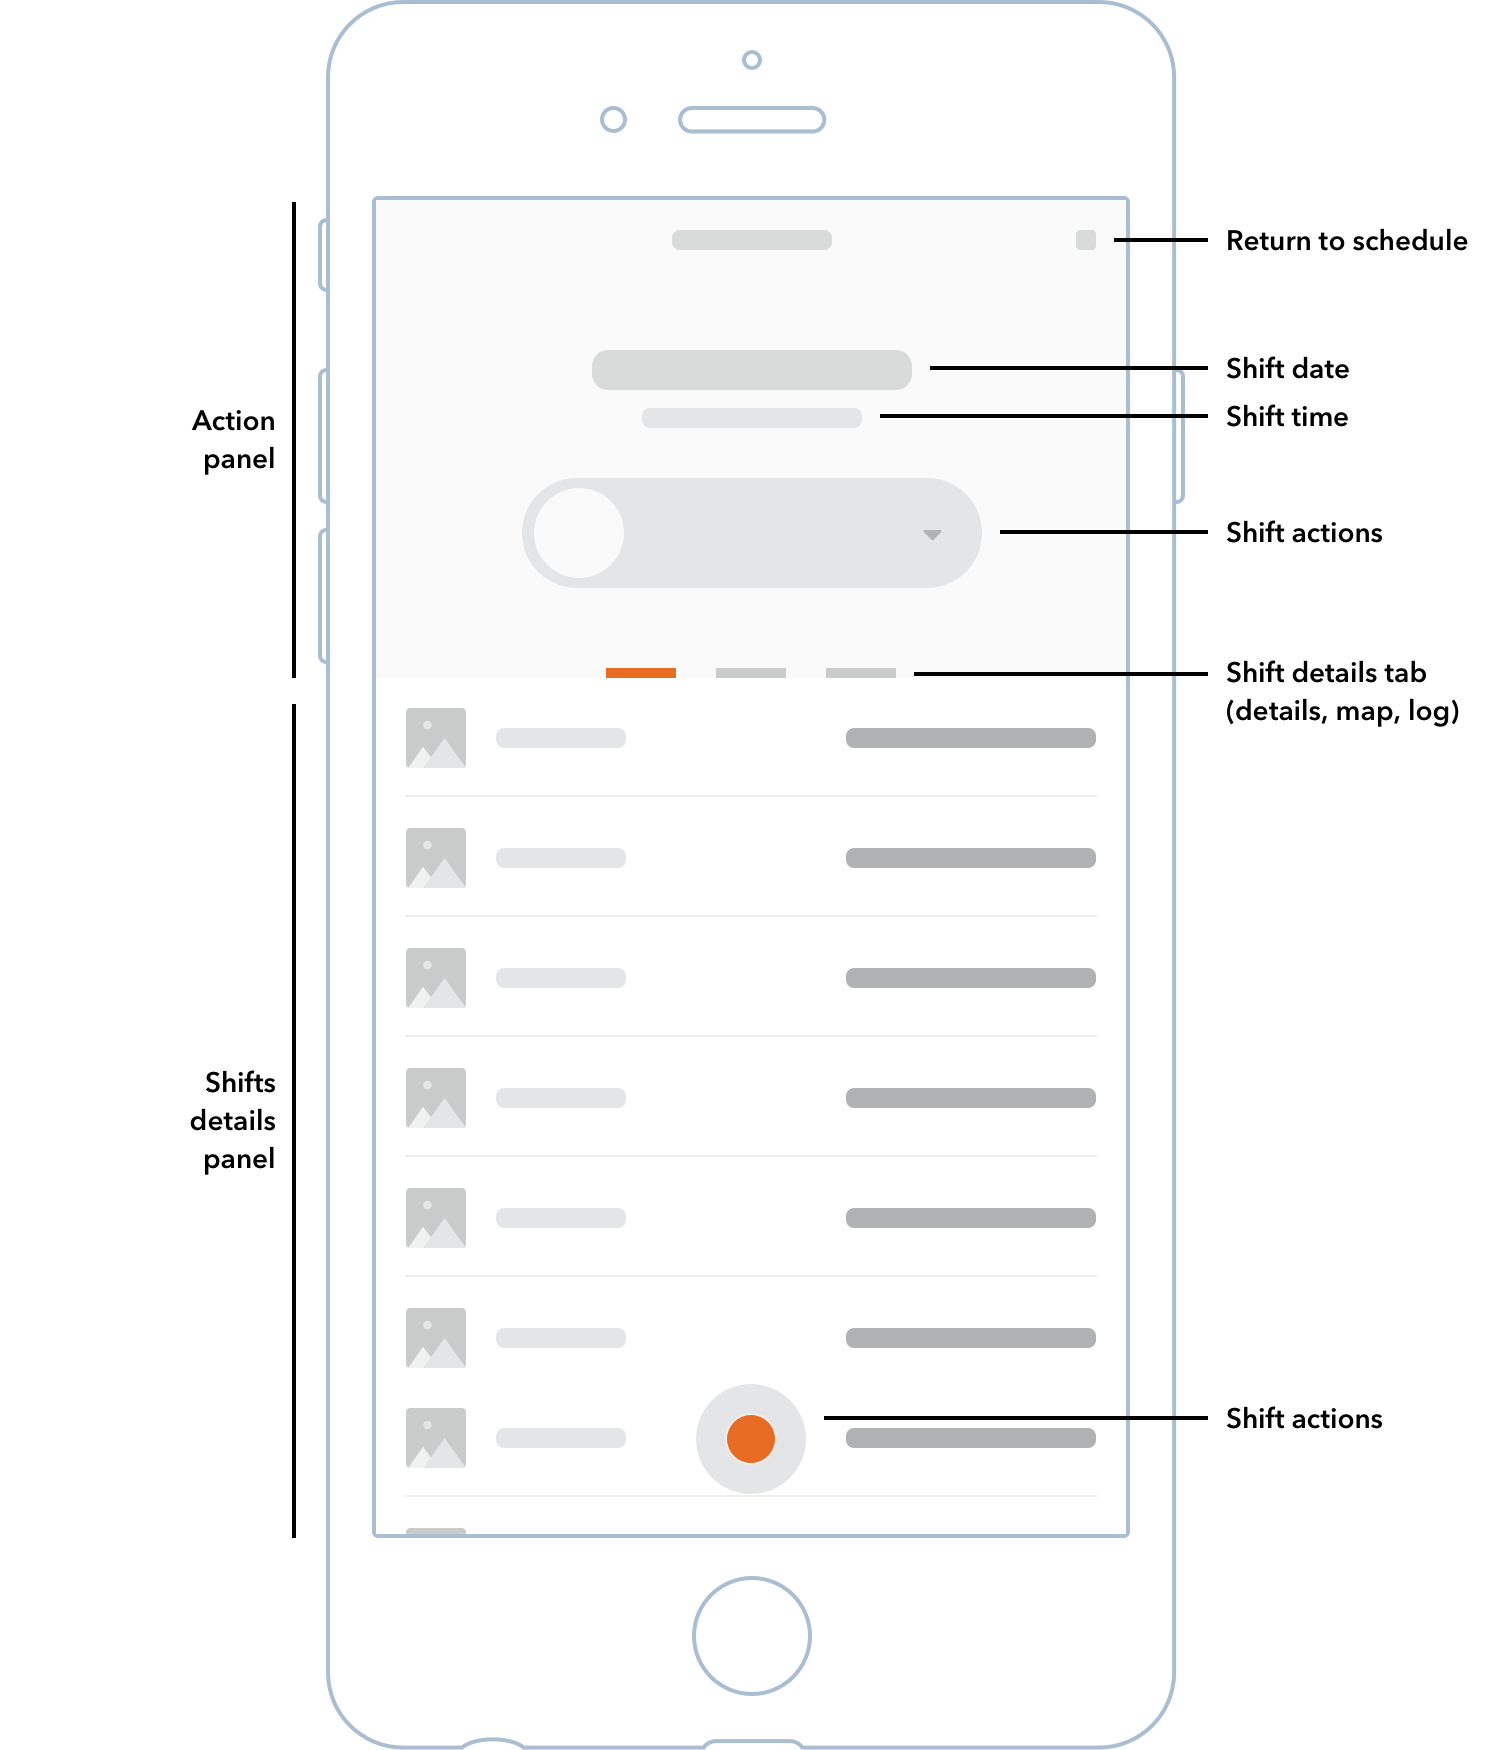 Return to schedule
Shift date
Shift time
Action
panel
Shift actions
Shift details tab
(details, map, log)
Shifts
details
panel
Shift actions